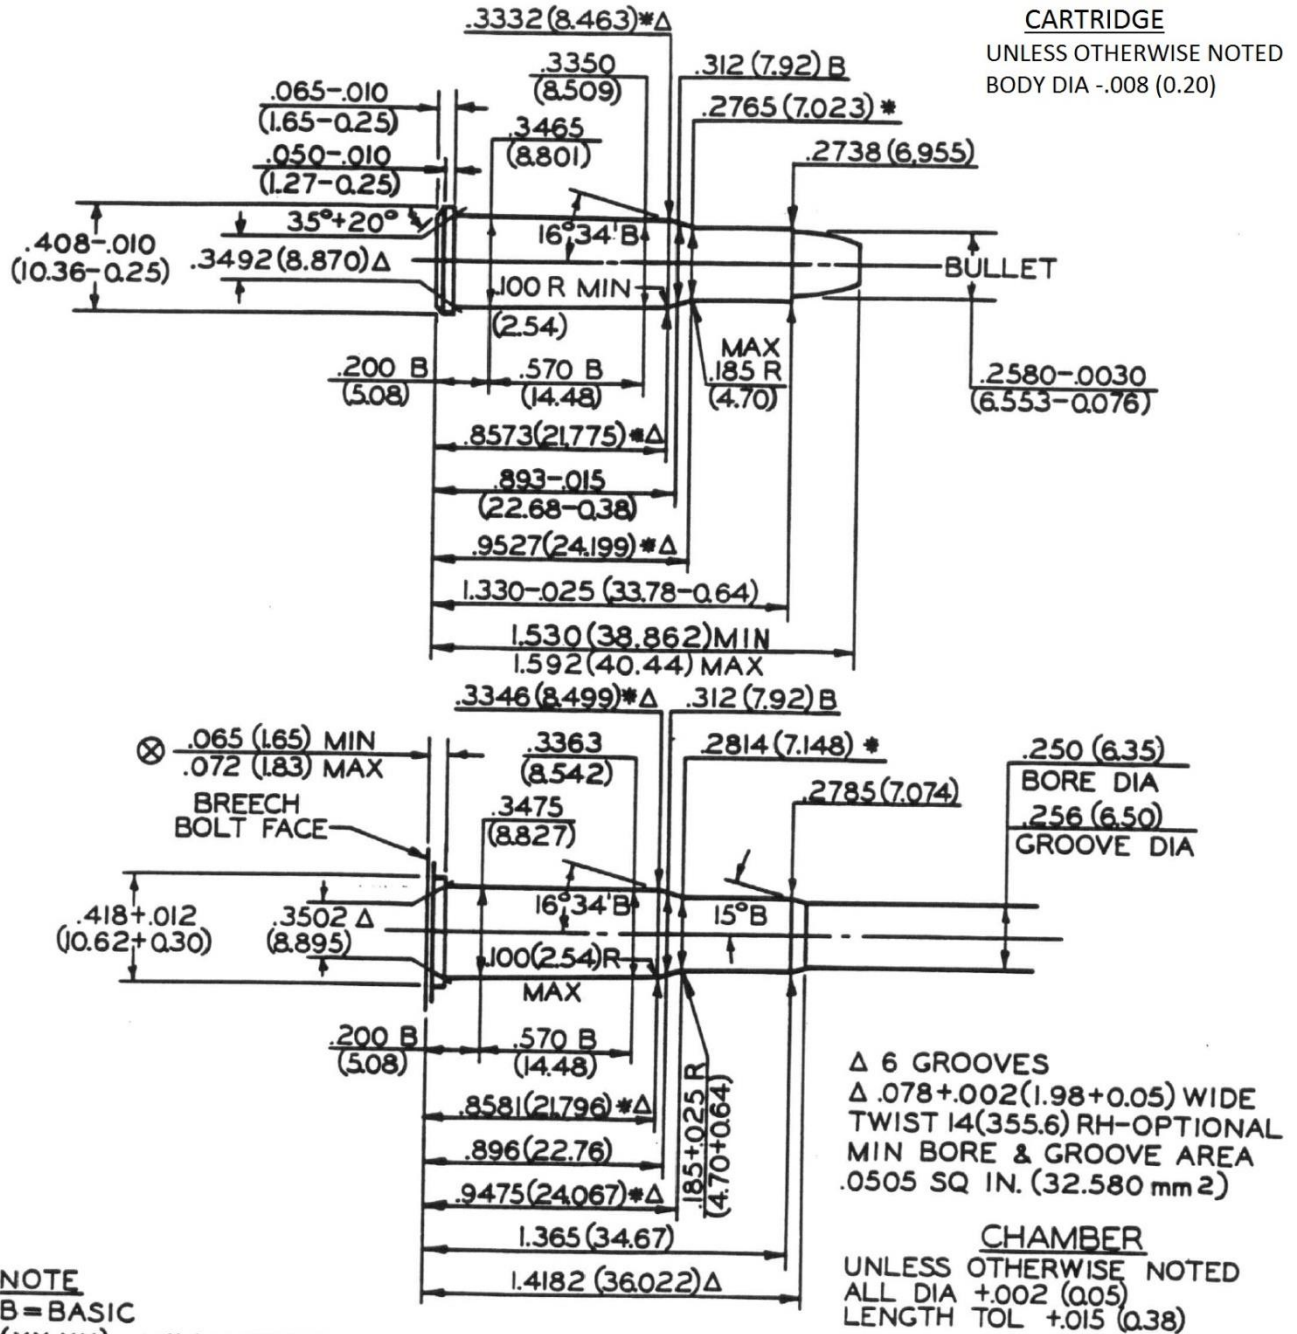 CARTRIDGE
UNLESS OTHERWISE NOTED
BODY DIA -.008 (0.20)
.3332(8.463)*Δ
.3350
(8.509)
.312 (7.92) B
.065-.010
(1.65-0.25)
.2765(7.023)*
.3465
(8.801)
.2738(6.955)
.050-.010
(1.27-0.25)
35°+20°
16°34'B
.408-.010
(10.36-0.25)
.3492(8.870)Δ
BULLET
.100 R MIN
(2.54)
MAX
.185 R
(4.70)
.200 B
(5.08)
.570 B
(14.48)
.2580-.0030
(6.553-0.076)
.8573(21.775)*Δ
.893-.015
(22.68-0.38)
.9527(24.199)*Δ
1.330-.025 (33.78-0.64)
1.530(38.862)MIN
1.592(40.44) MAX
.3346(8.499)*Δ
.312(7.92)B
⊗ .065 (1.65) MIN
.072 (1.83) MAX
.3363
(8.542)
.2814(7.148) *
.250 (6.35)
BORE DIA
BREECH
BOLT FACE
.3475
(8.827)
.2785(7.074)
.256 (6.50)
GROOVE DIA
16°34'B
15°B
.418+.012
(10.62+0.30)
.3502 Δ
(8.895)
.100(2.54)R
MAX
.200 B
(5.08)
.570 B
(14.48)
.185+.025 R
(4.70+0.64)
.8581(21.796)*Δ
.896(22.76)
.9475(24.067)*Δ
1.365(34.67)
1.4182 (36.022)Δ
Δ 6 GROOVES
Δ .078+.002(1.98+0.05) WIDE
TWIST 14(355.6) RH-OPTIONAL
MIN BORE & GROOVE AREA
.0505 SQ IN. (32.580 mm2)
CHAMBER
UNLESS OTHERWISE NOTED
ALL DIA +.002 (0.05)
LENGTH TOL +.015 (0.38)
NOTE
B=BASIC